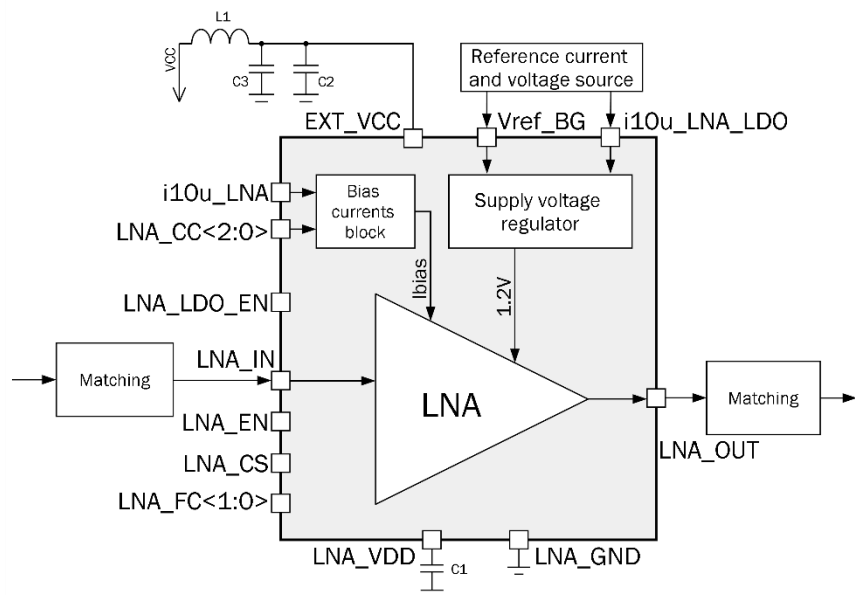 L1
VCC
C3
C2
Reference current
and voltage source
EXT_VCC
Vref_BG
i10u_LNA_LDO
i10u_LNA
LNA_CC<2:0>
Bias
currents
block
Supply voltage
regulator
Ibias
1.2V
LNA_LDO_EN
LNA_IN
Matching
LNA
Matching
LNA_EN
LNA_OUT
LNA_CS
LNA_FC<1:0>
LNA_VDD
LNA_GND
C1